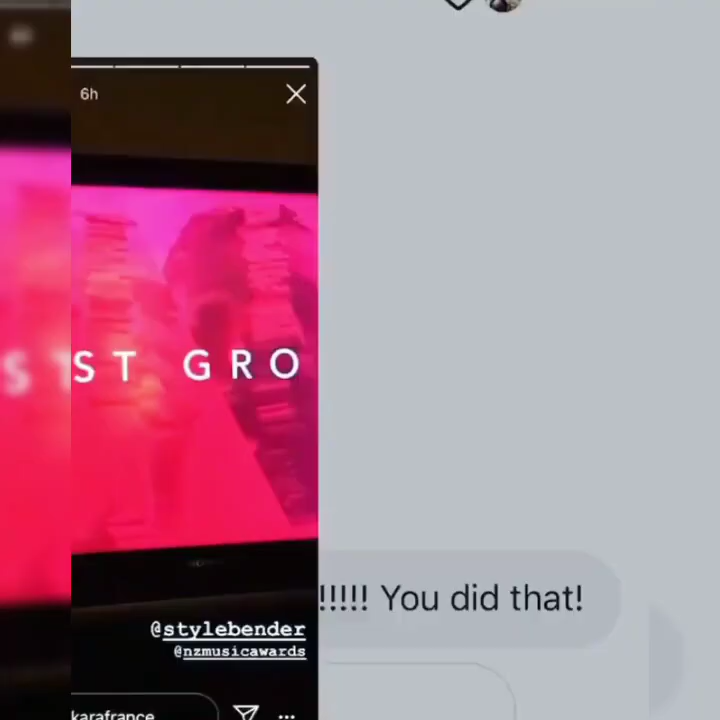 6h
ST GRO
!!!!! You did that!
@stylebender
@nzmusicawards
karafrance